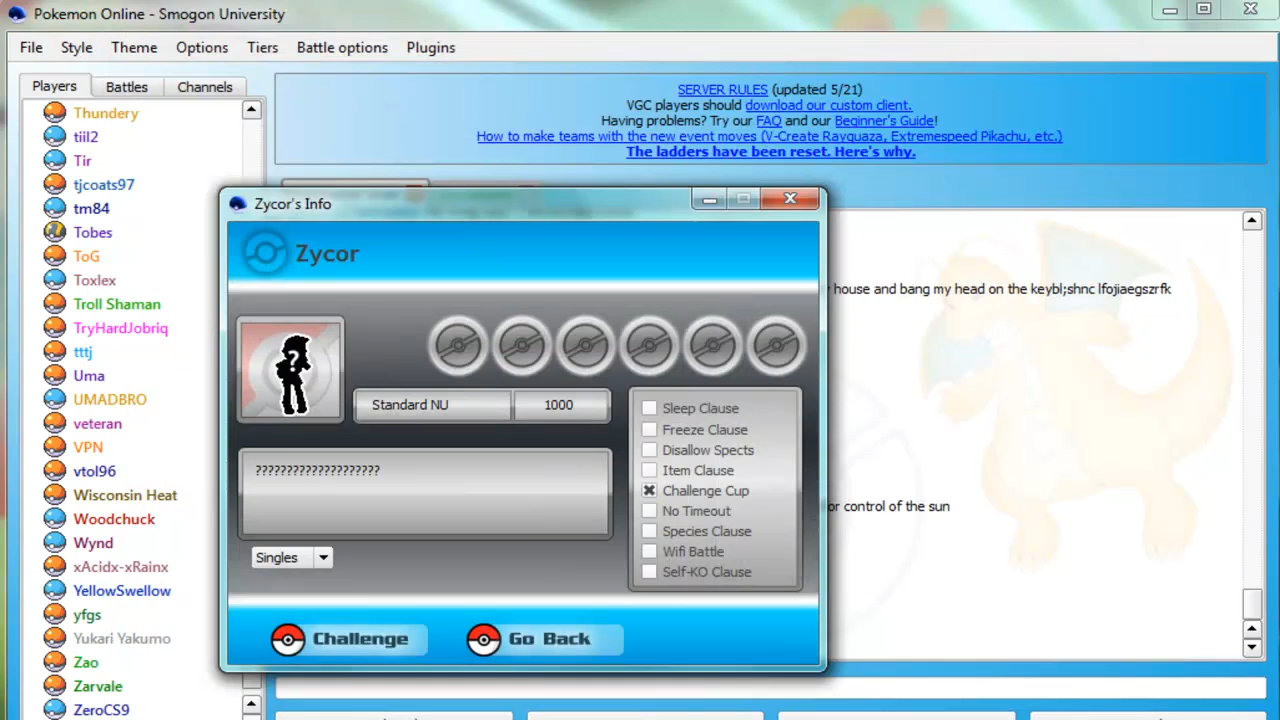 Pokemon Online - Smogon University
File Style Theme Options Tiers Battle options Plugins
Players Battles Channels
Thundery
tiil2
Tir
tjcoats97
tm84
Tobes
ToG
Toxlex
Troll Shaman
TryHardJobriq
tttj
Uma
UMADBRO
veteran
VPN
vtol96
Wisconsin Heat
Woodchuck
Wynd
xAcidx-xRainx
YellowSwellow
yfgs
Yukari Yakumo
Zao
Zarvale
ZeroCS9
SERVER RULES (updated 5/21)
VGC players should download our custom client.
Having problems? Try our FAQ and our Beginner's Guide!
How to make teams with the new event moves (V-Create Rayquaza, Extremespeed Pikachu, etc.)
The ladders have been reset. Here's why.
house and bang my head on the keybl;shnc lfojiaegszrfk
or control of the sun
Zycor's Info
Zycor
?
Standard NU 1000
????????????????????
Singles
Sleep Clause
Freeze Clause
Disallow Spects
Item Clause
Challenge Cup
No Timeout
Species Clause
Wifi Battle
Self-KO Clause
Challenge Go Back